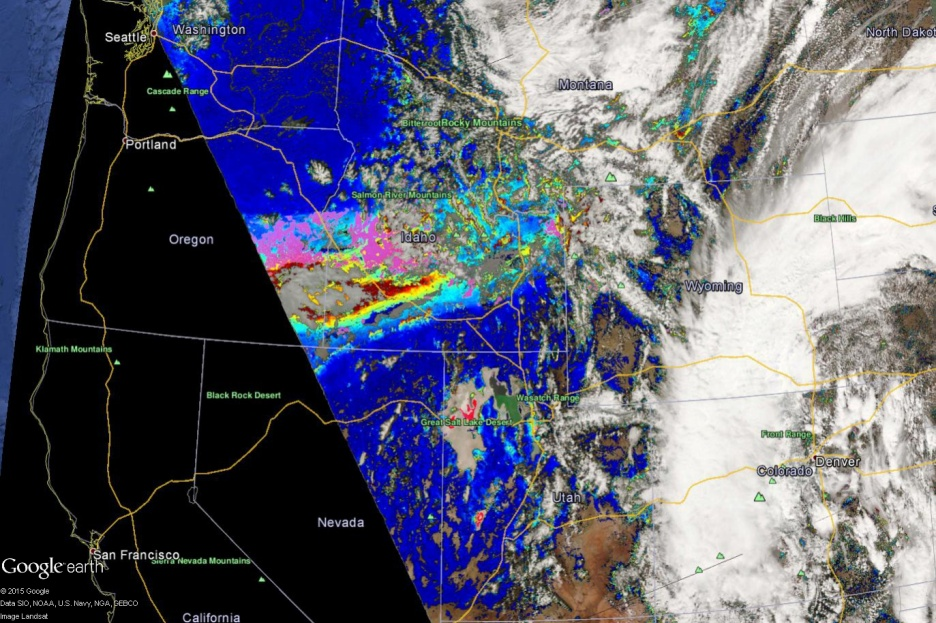 Seattle
Washington
North Dakot
Cascade Range
Montana
Bitterroot
Rocky Mountains
Portland
Salmon River Mountains
Black Hills
Oregon
Idaho
Wyoming
Klamath Mountains
Black Rock Desert
Wasatch Range
Great Salt Lake Desert
Front Range
Denver
Colorado
Utah
Nevada
San Francisco
Sierra Nevada Mountains
Google earth
© 2015 Google
Data SIO, NOAA, U.S. Navy, NGA, GEBCO
Image Landsat
California